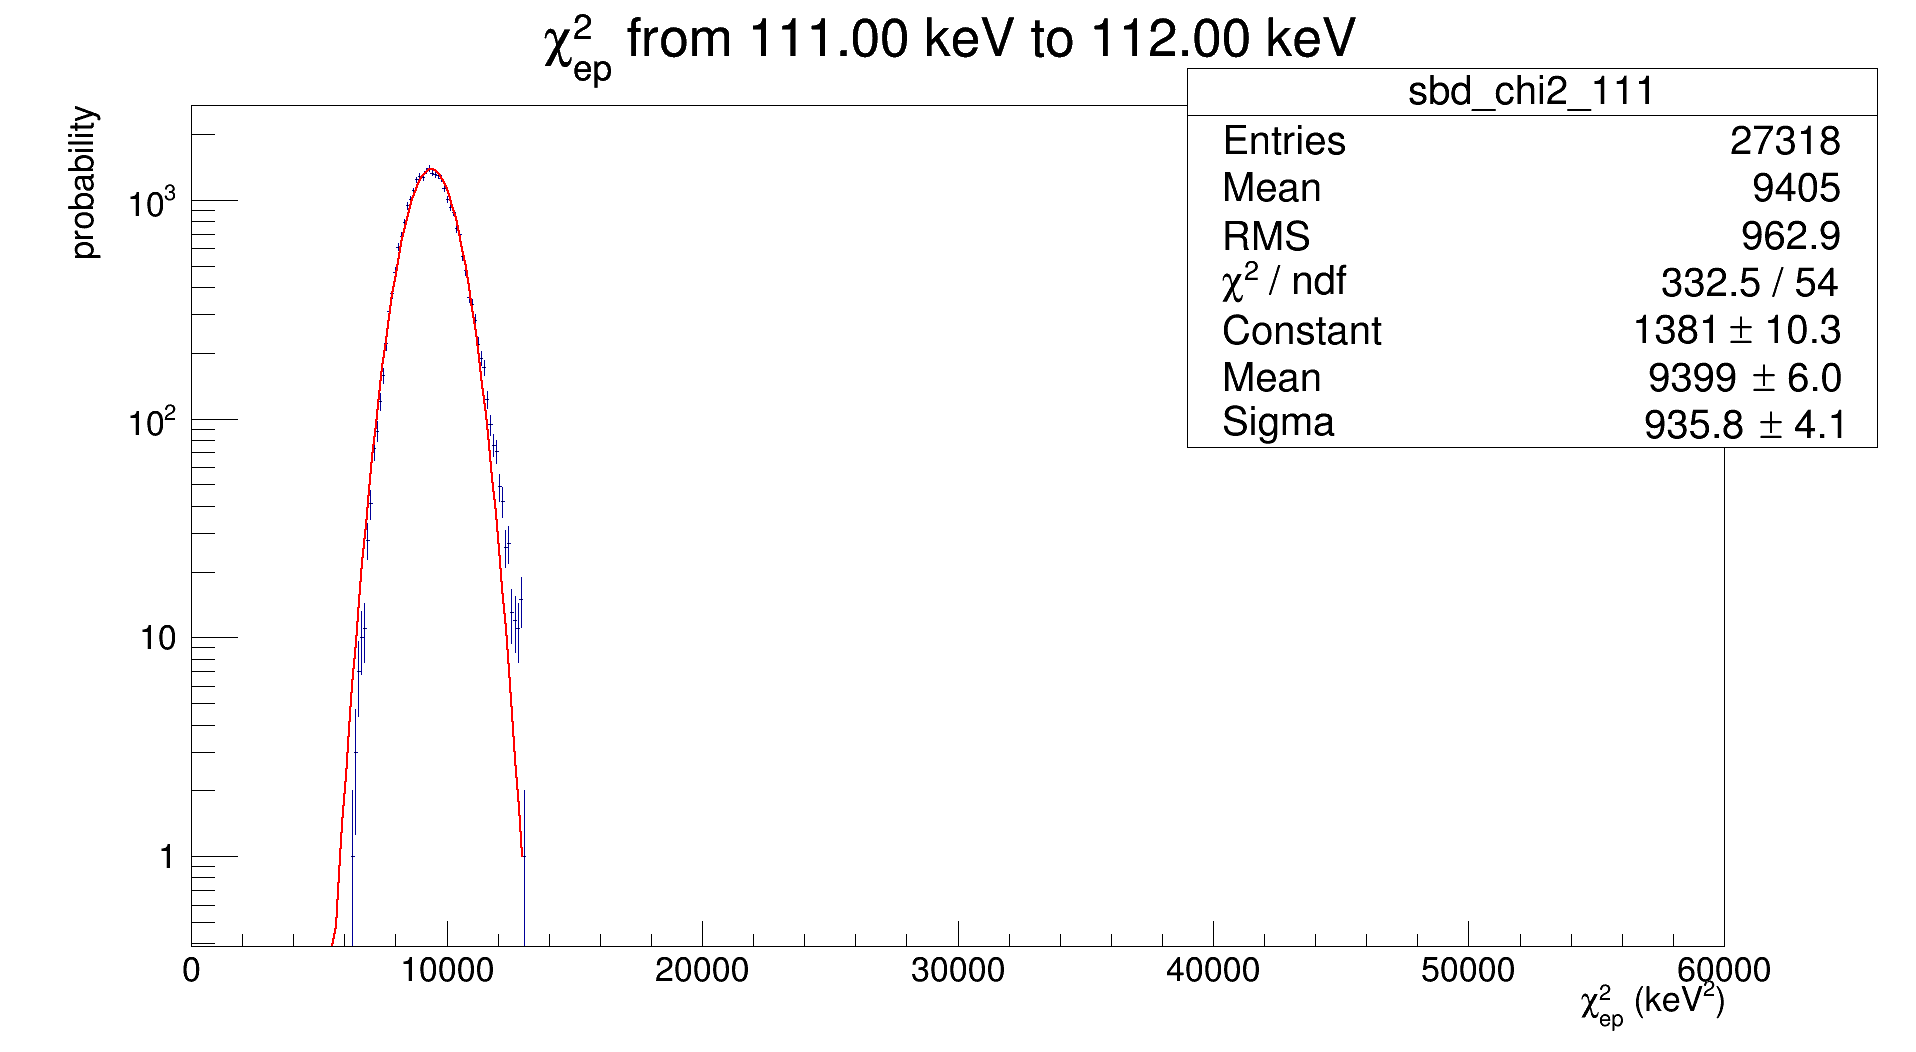 χ²ep from 111.00 keV to 112.00 keV
sbd_chi2_111
Entries 27318
Mean 9405
RMS 962.9
χ² / ndf 332.5 / 54
Constant 1381 ± 10.3
Mean 9399 ± 6.0
Sigma 935.8 ± 4.1
probability
10³
10²
10
1
0 10000 20000 30000 40000 50000 60000
χ²ep (keV²)